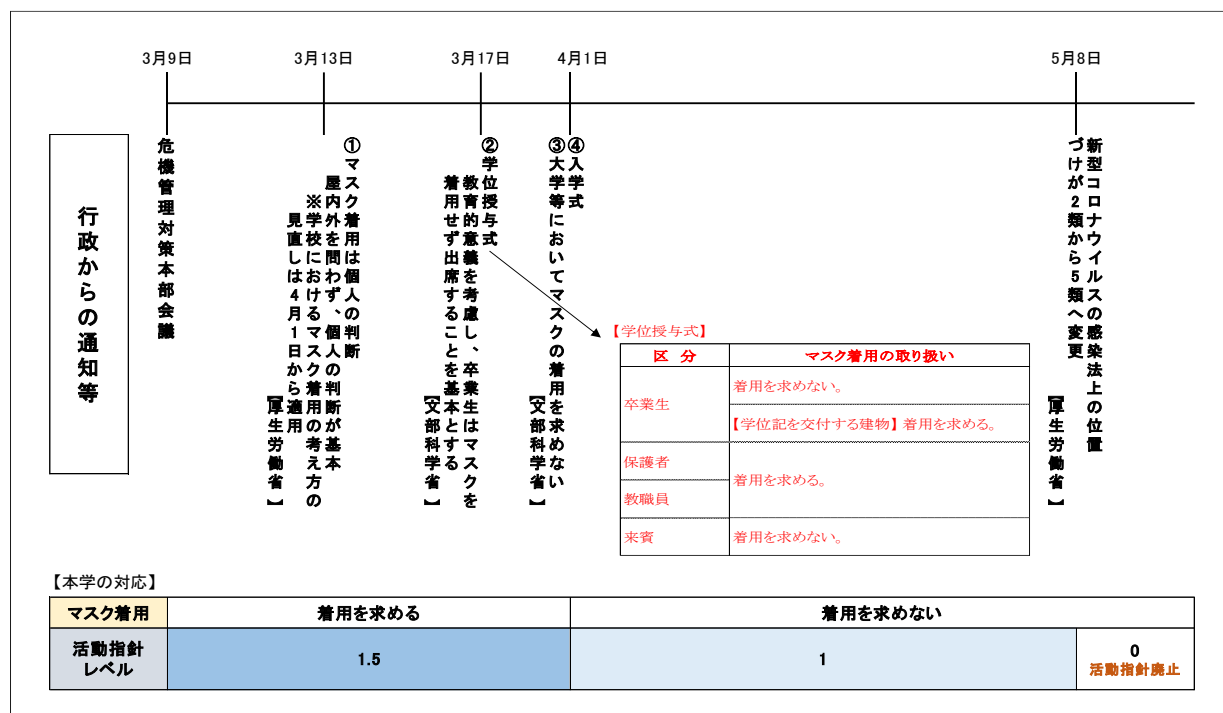 3月9日
3月13日
3月17日
4月1日
5月8日
行政からの通知等
危機管理対策本部会議
①マスク着用は個人の判断
屋内外を問わず、個人の判断が基本
※学校におけるマスク着用の考え方の
見直しは4月1日から適用
【厚生労働省】
②学位授与式
教育的意義を考慮し、卒業生はマスクを
着用せず出席することを基本とする
【文部科学省】
④入学式
③大学等においてマスクの着用を求めない
【文部科学省】
新型コロナウイルスの感染法上の位置
づけが2類から5類へ変更
【厚生労働省】
【学位授与式】
区 分
マスク着用の取り扱い
卒業生
着用を求めない。
【学位記を交付する建物】着用を求める。
保護者
教職員
着用を求める。
来賓
着用を求めない。
【本学の対応】
マスク着用
着用を求める
着用を求めない
活動指針
レベル
1.5
1
0
活動指針廃止